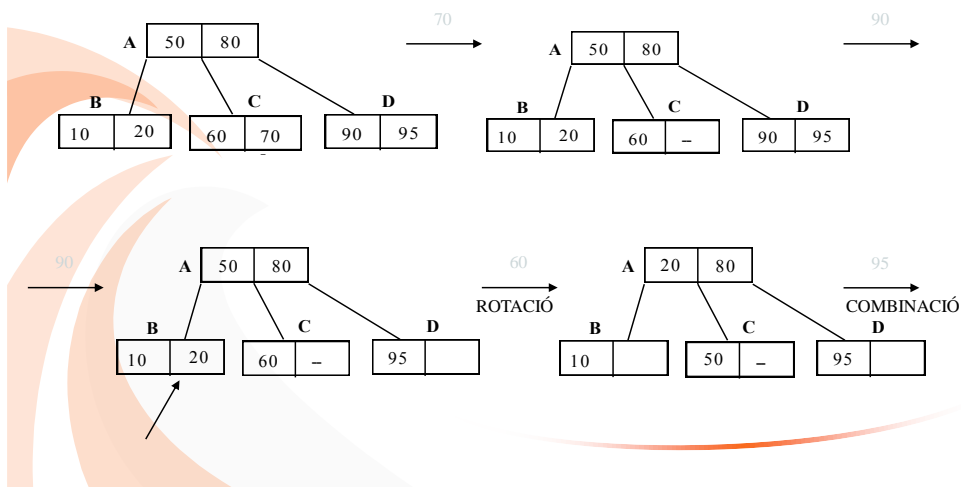 70
90
A 50 80
A 50 80
B C D
B C D
10 20 60 70 90 95
10 20 60 – 90 95
90
60
95
A 50 80
A 20 80
ROTACIÓ
COMBINACIÓ
B C D
B C D
10 20 60 – 95
10 50 – 95